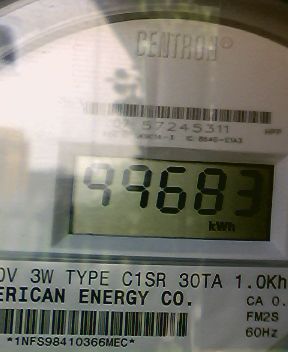 CENTRON®
57245311
99683
kWh
0V 3W TYPE C1SR 30TA 1.0Kh
ERICAN ENERGY CO.
CA 0.
FM2S
60Hz
*1NFS98410366MEC*